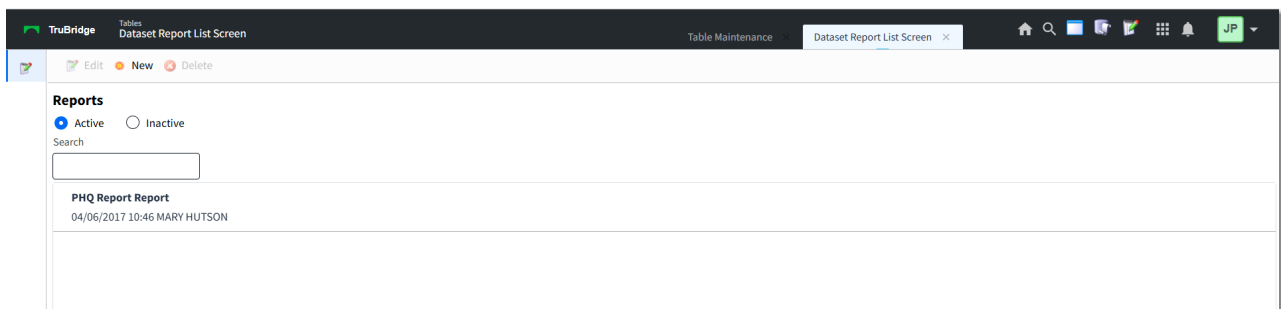 TruBridge
Tables
Dataset Report List Screen
Table Maintenance ×
Dataset Report List Screen ×
JP
Edit New Delete
Reports
Active Inactive
Search
PHQ Report Report
04/06/2017 10:46 MARY HUTSON